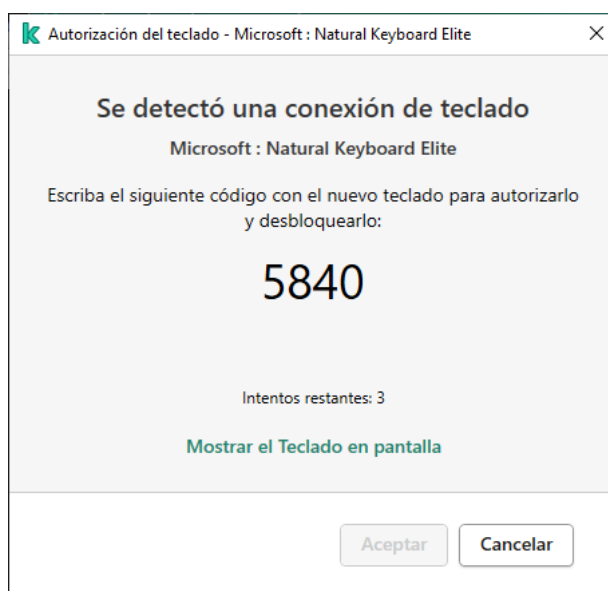 Autorización del teclado - Microsoft : Natural Keyboard Elite
Se detectó una conexión de teclado
Microsoft : Natural Keyboard Elite
Escriba el siguiente código con el nuevo teclado para autorizarlo
y desbloquearlo:
5840
Intentos restantes: 3
Mostrar el Teclado en pantalla
Aceptar
Cancelar